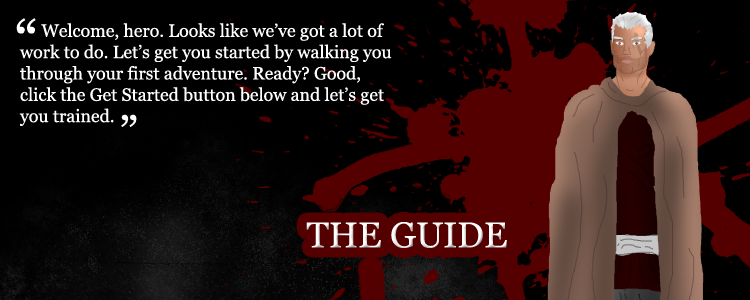 “ Welcome, hero. Looks like we’ve got a lot of
work to do. Let’s get you started by walking you
through your first adventure. Ready? Good,
click the Get Started button below and let’s get
you trained. ”
THE GUIDE